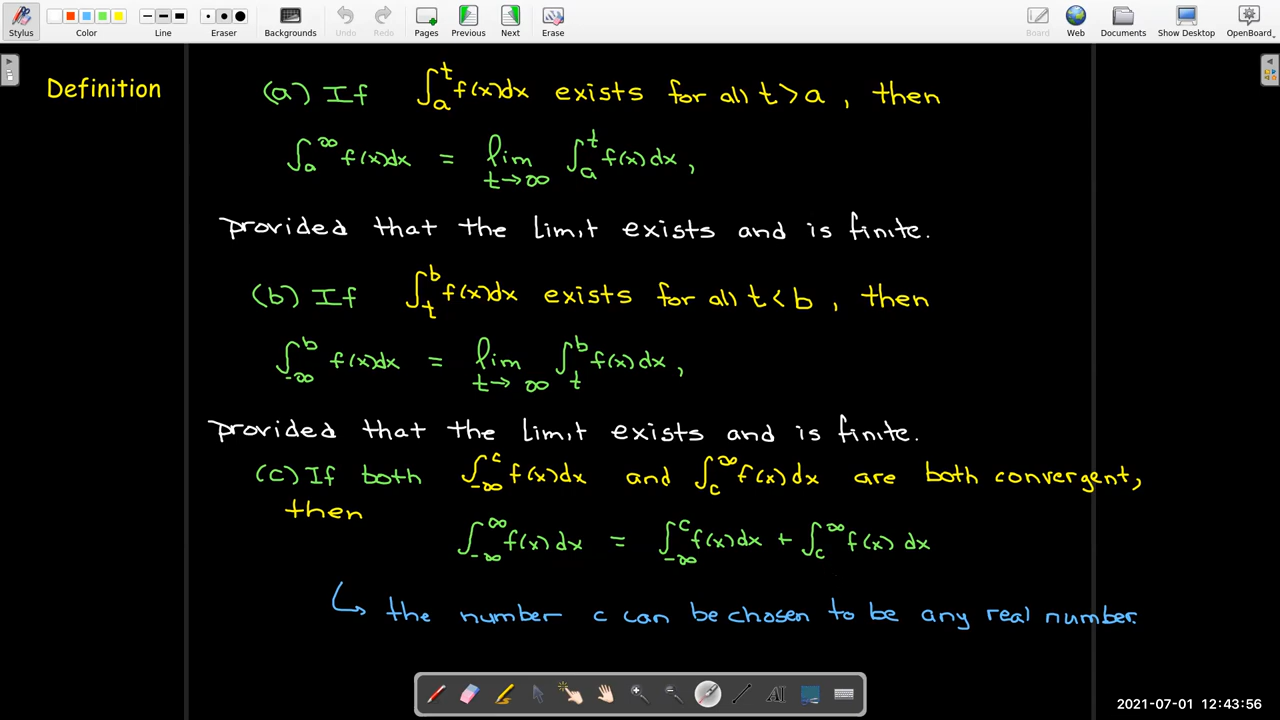 Stylus Color Line Eraser Backgrounds Undo Redo Pages Previous Next Erase Board Web Documents Show Desktop OpenBoard
Definition
(a) If ∫_a^t f(x)dx exists for all t > a , then
∫_a^∞ f(x)dx = lim_{t→∞} ∫_a^t f(x)dx ,
provided that the limit exists and is finite.
(b) If ∫_t^b f(x)dx exists for all t < b , then
∫_{-∞}^b f(x)dx = lim_{t→ ∞} ∫_t^b f(x)dx ,
provided that the limit exists and is finite.
(c) If both ∫_{-∞}^c f(x)dx and ∫_c^∞ f(x)dx are both convergent,
then
∫_{-∞}^∞ f(x)dx = ∫_{-∞}^c f(x)dx + ∫_c^∞ f(x) dx
↳ the number c can be chosen to be any real number.
AI
2021-07-01 12:43:56